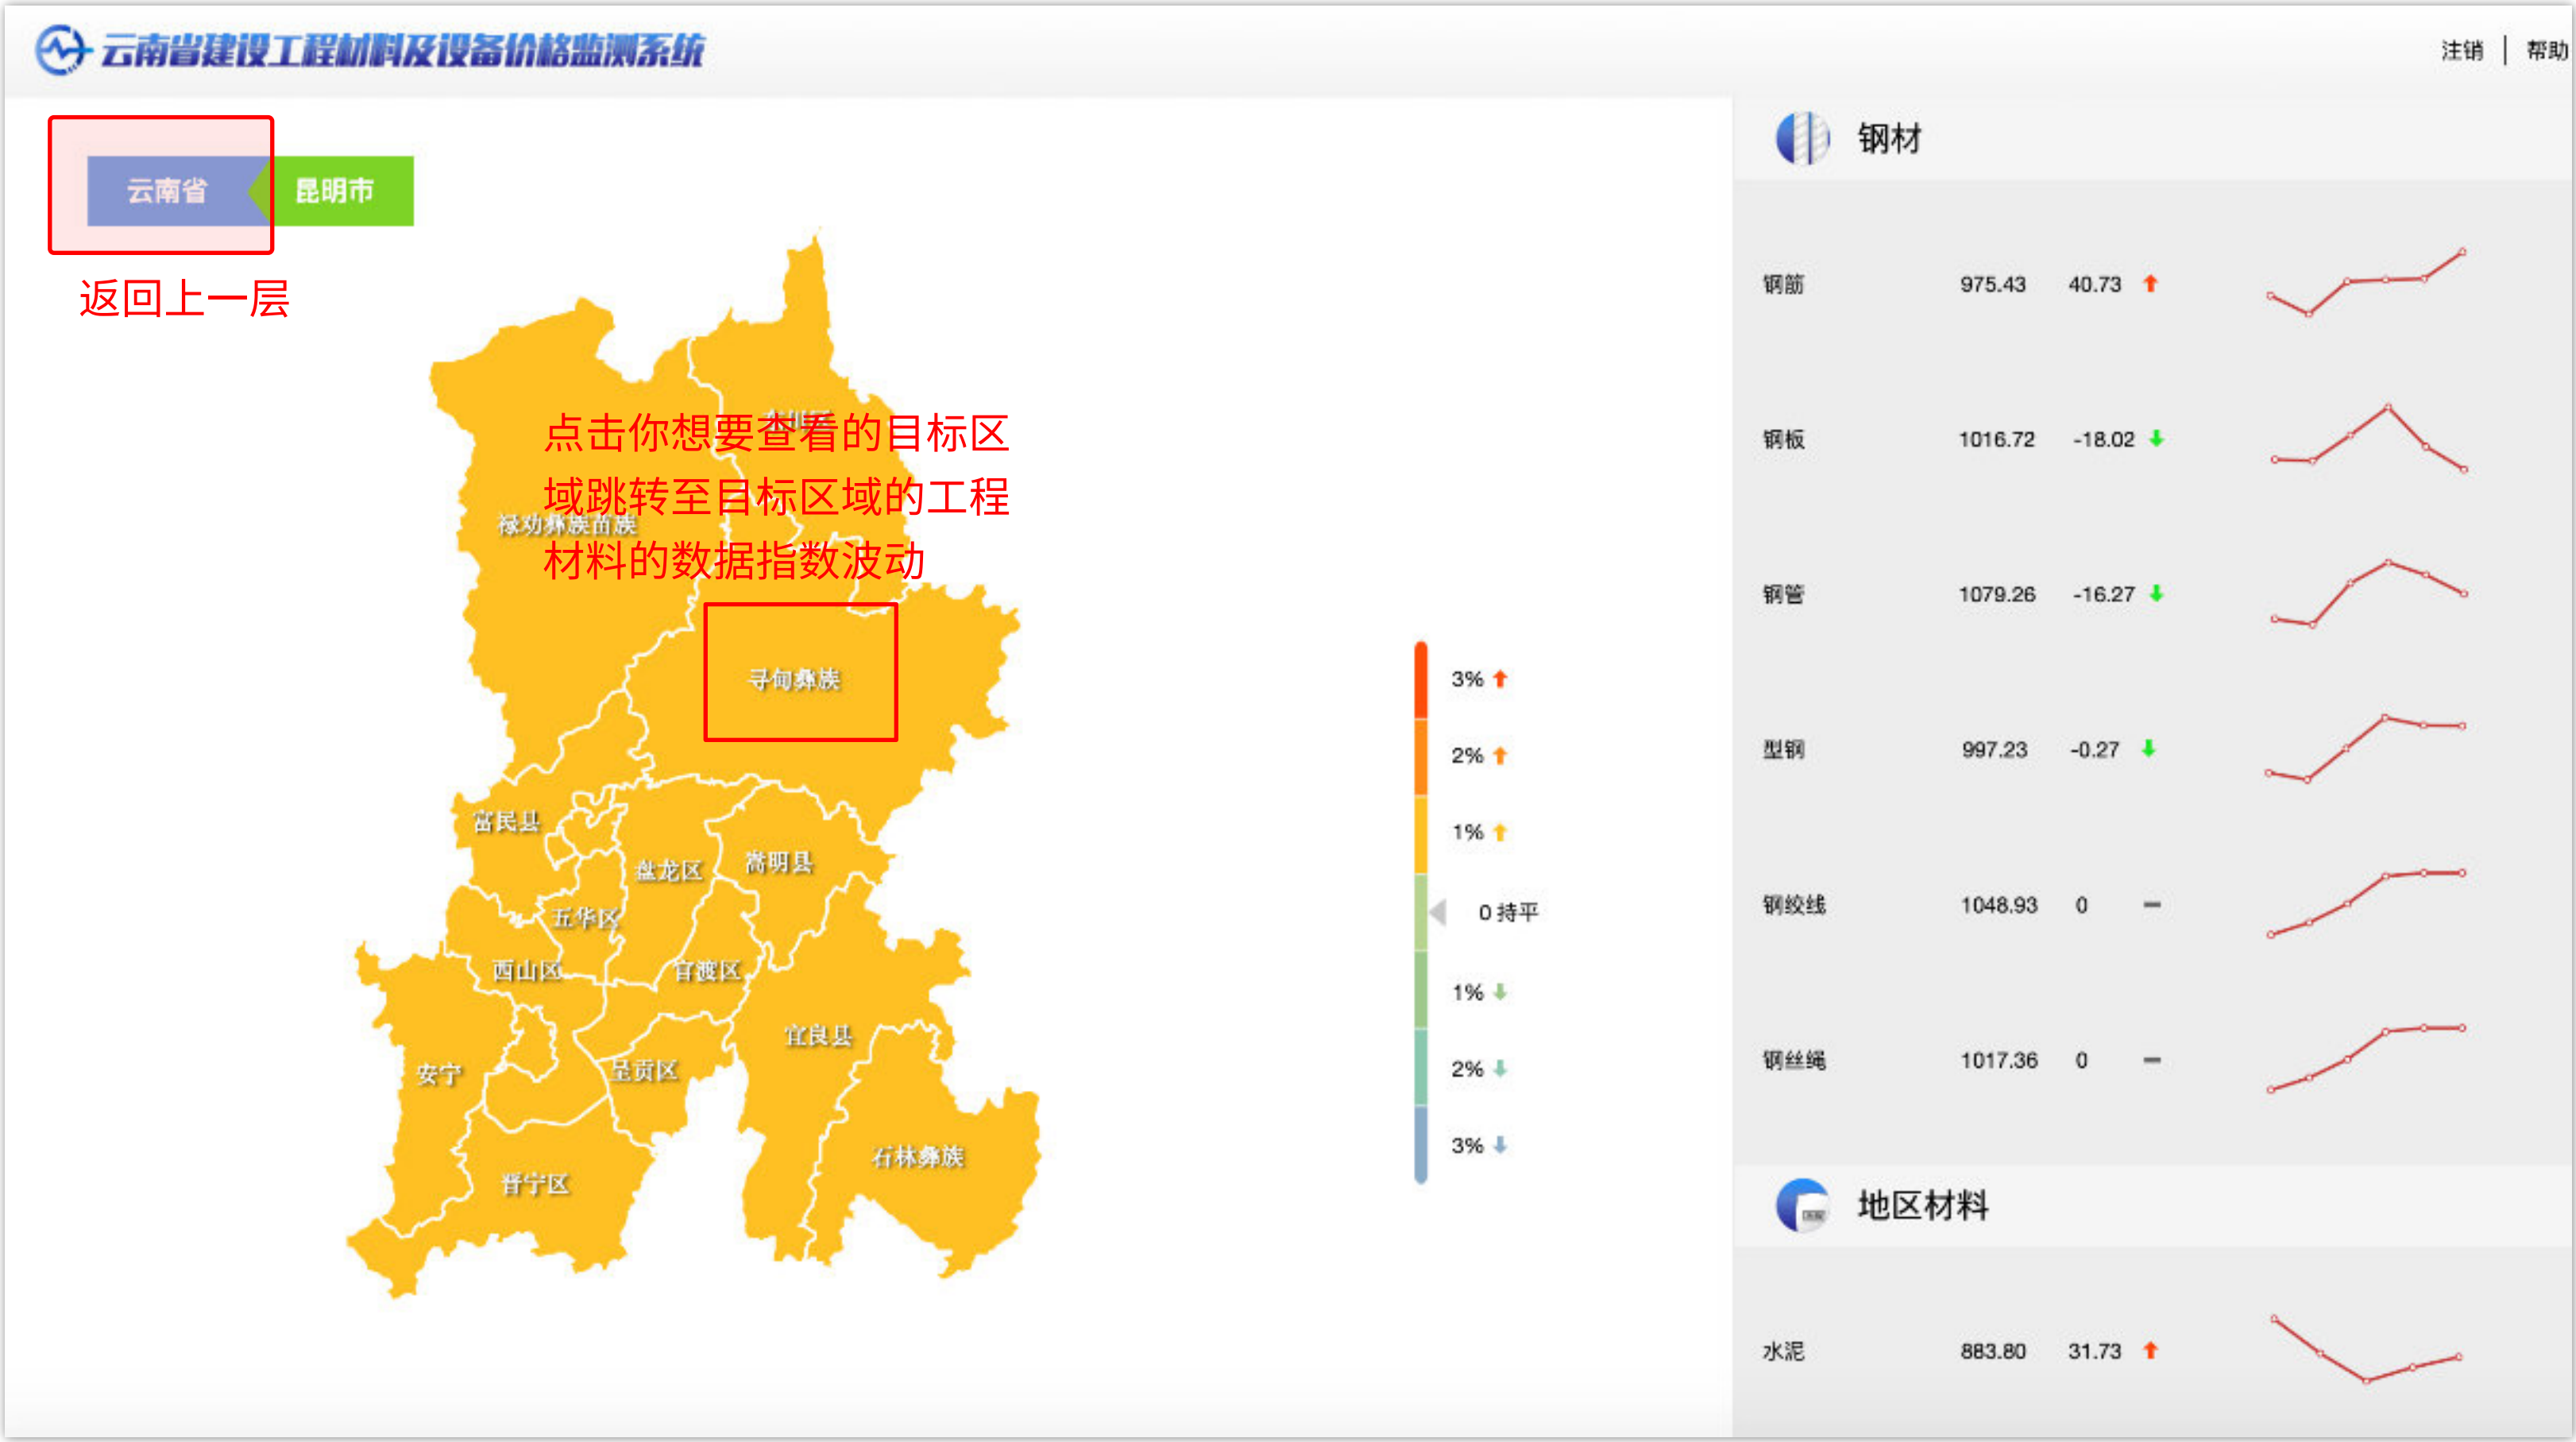 云南省建设工程材料及设备价格监测系统
注销 | 帮助
云南省
昆明市
返回上一层
点击你想要查看的目标区
域跳转至目标区域的工程
材料的数据指数波动
禄劝彝族苗族
寻甸彝族
富民县
盘龙区
嵩明县
五华区
西山区
官渡区
宜良县
安宁
呈贡区
石林彝族
晋宁区
3%
2%
1%
0 持平
1%
2%
3%
钢材
钢筋 975.43 40.73
钢板 1016.72 -18.02
钢管 1079.26 -16.27
型钢 997.23 -0.27
钢绞线 1048.93 0
钢丝绳 1017.36 0
地区材料
水泥 883.80 31.73